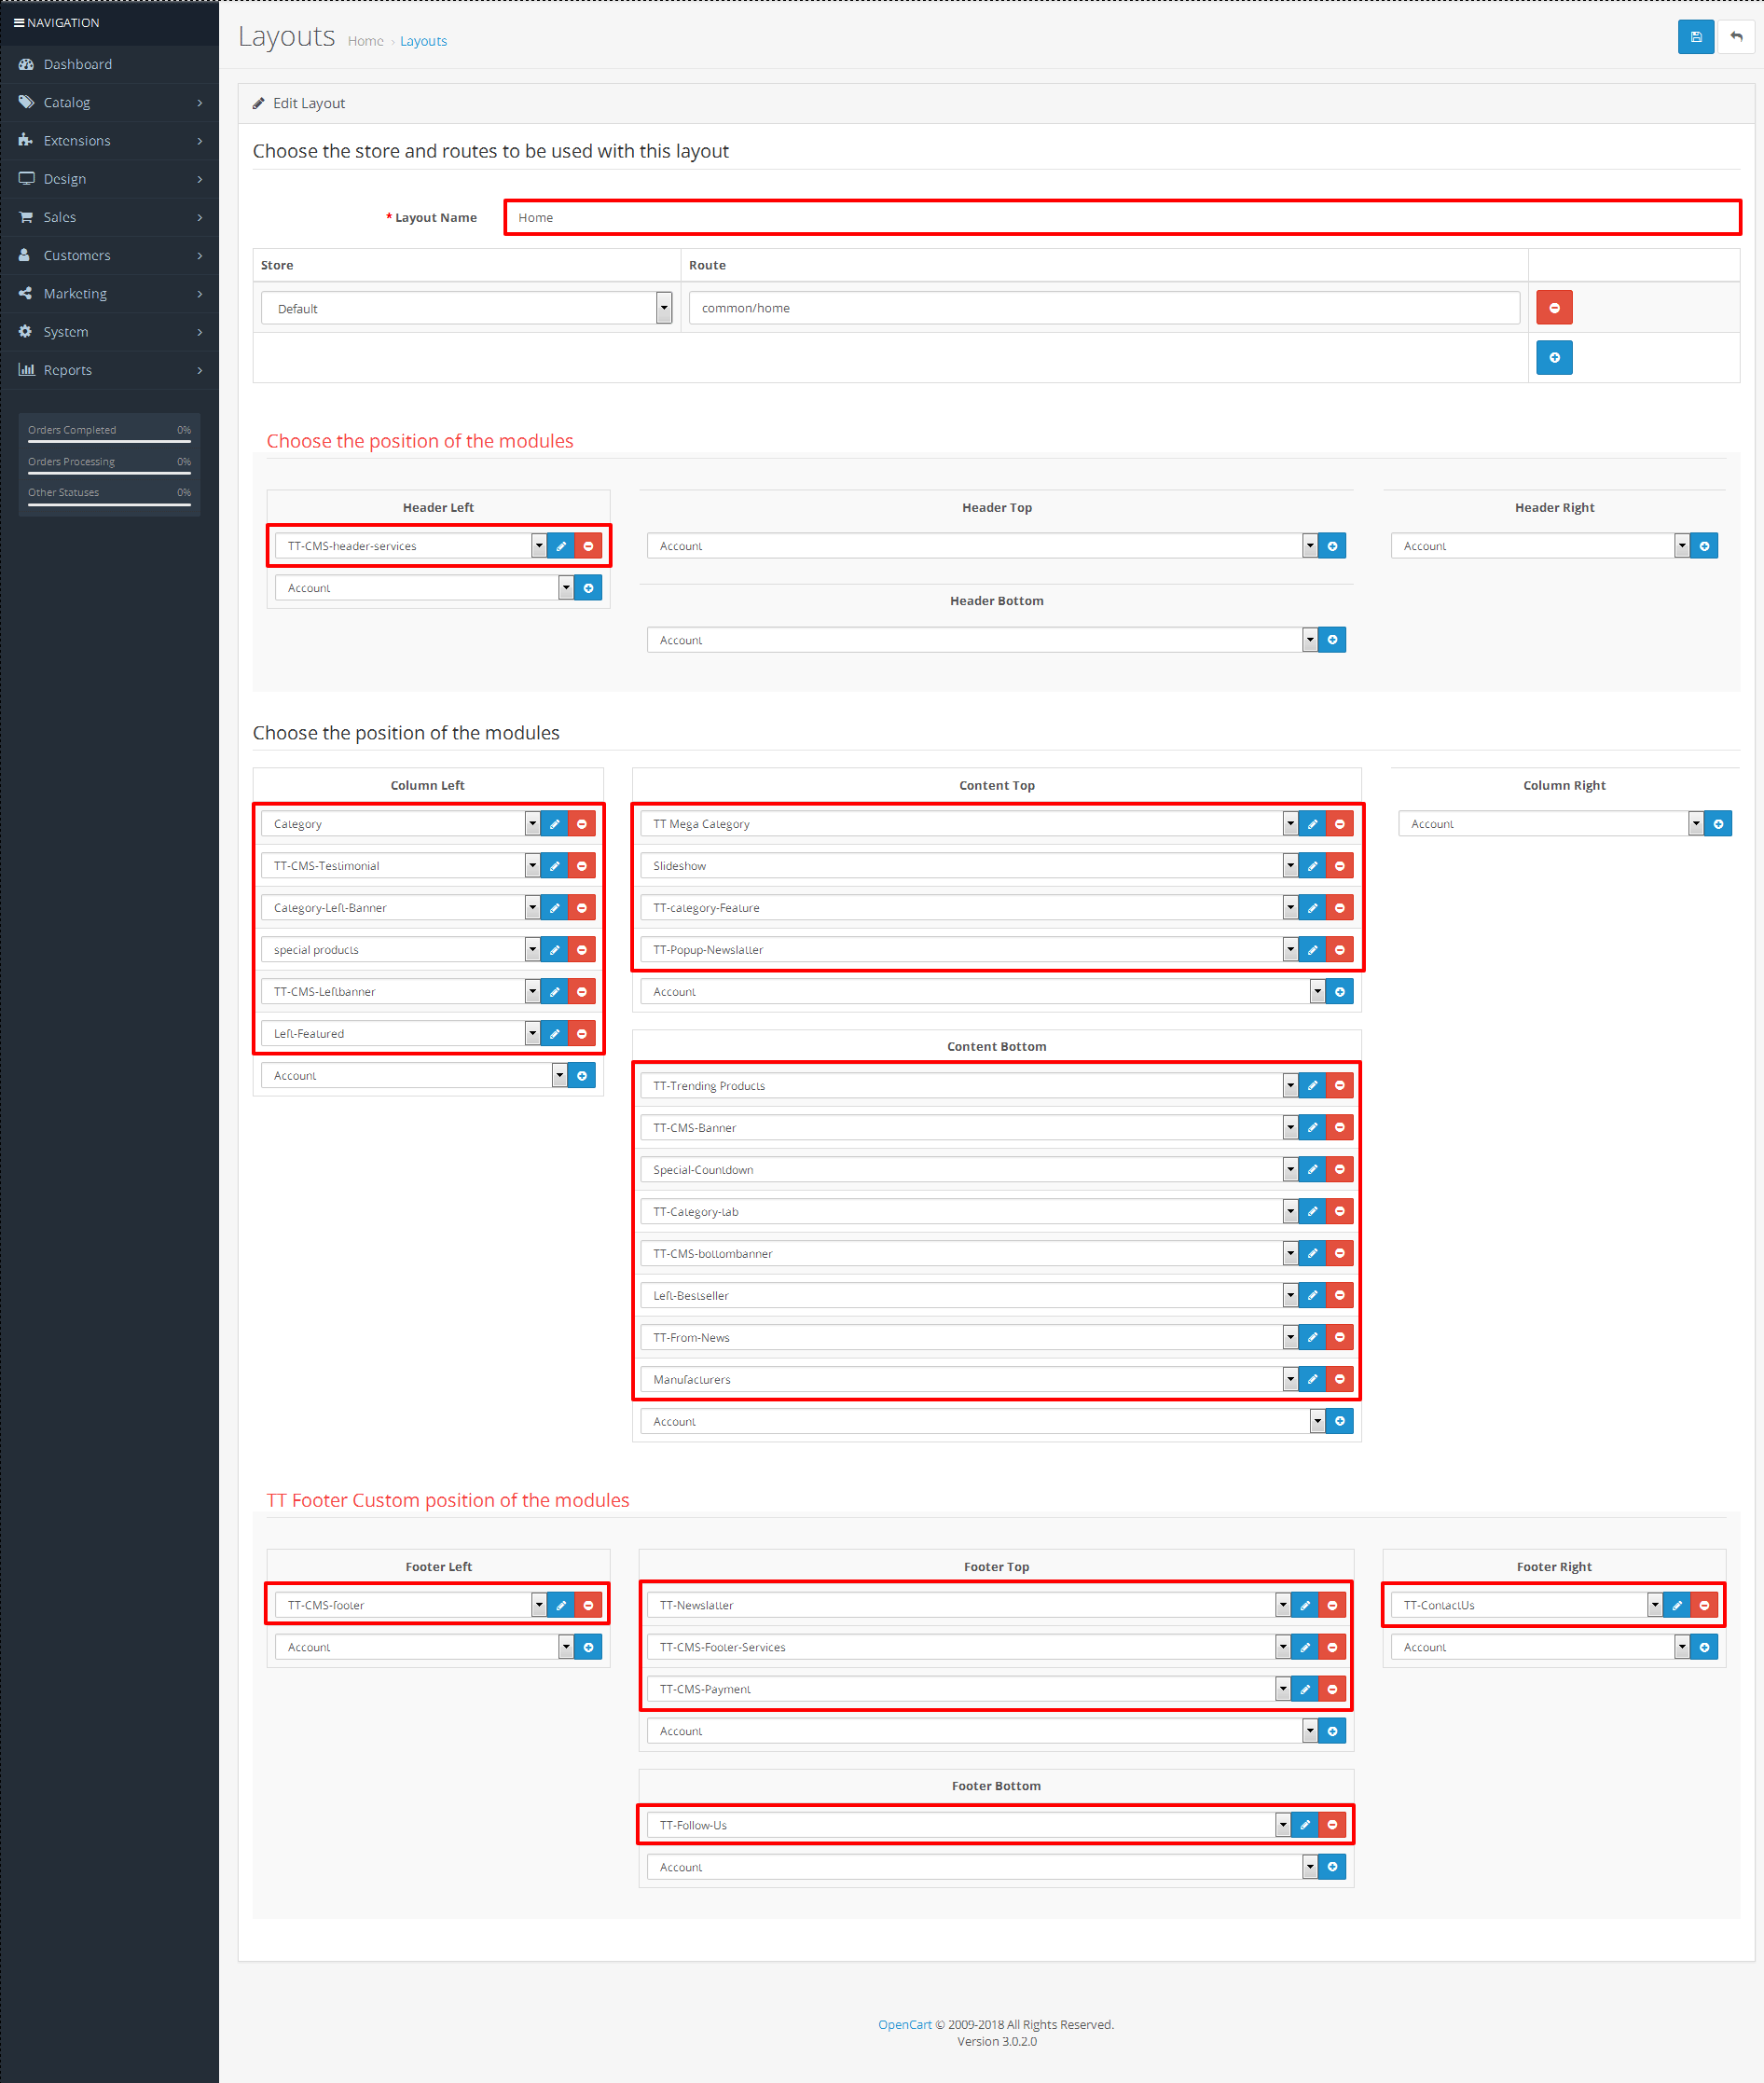 NAVIGATION
Dashboard
Catalog
Extensions
Design
Sales
Customers
Marketing
System
Reports
Orders Completed 0%
Orders Processing 0%
Other Statuses 0%
Layouts Home › Layouts
Edit Layout
Choose the store and routes to be used with this layout
* Layout Name Home
Store Route
Default common/home
Choose the position of the modules
Header Left
TT-CMS-header-services
Account
Header Top
Account
Header Bottom
Account
Header Right
Account
Choose the position of the modules
Column Left
Category
TT-CMS-Testimonial
Category-Left-Banner
special products
TT-CMS-Leftbanner
Left-Featured
Account
Content Top
TT Mega Category
Slideshow
TT-category-Feature
TT-Popup-Newslatter
Account
Content Bottom
TT-Trending Products
TT-CMS-Banner
Special-Countdown
TT-Category-tab
TT-CMS-bottombanner
Left-Bestseller
TT-From-News
Manufacturers
Account
Column Right
Account
TT Footer Custom position of the modules
Footer Left
TT-CMS-footer
Account
Footer Top
TT-Newslatter
TT-CMS-Footer-Services
TT-CMS-Payment
Account
Footer Bottom
TT-Follow-Us
Account
Footer Right
TT-ContactUs
Account
OpenCart © 2009-2018 All Rights Reserved.
Version 3.0.2.0